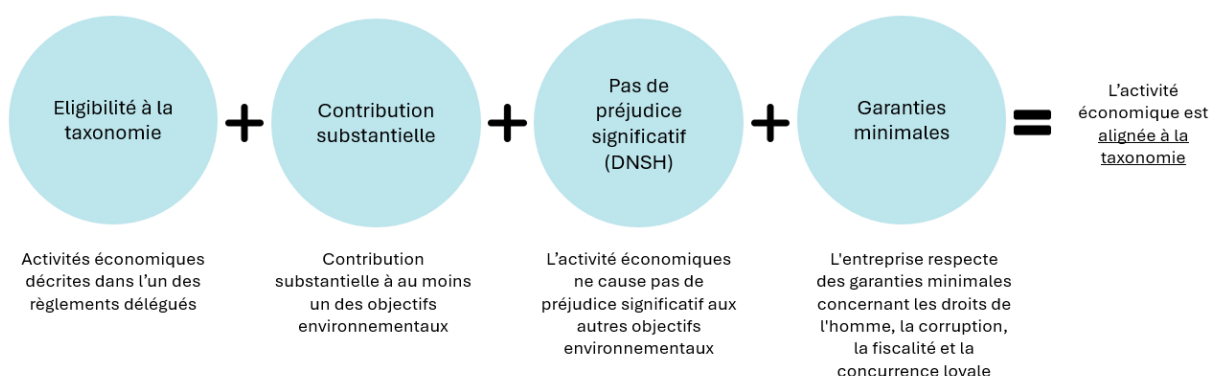 Eligibilité à la
taxonomie
+
Contribution
substantielle
+
Pas de
préjudice
significatif
(DNSH)
+
Garanties
minimales
=
L'activité
économique est
alignée à la
taxonomie
Activités économiques
décrites dans l'un des
règlements délégués
Contribution
substantielle à au moins
un des objectifs
environnementaux
L'activité économiques
ne cause pas de
préjudice significatif aux
autres objectifs
environnementaux
L'entreprise respecte
des garanties minimales
concernant les droits de
l'homme, la corruption,
la fiscalité et la
concurrence loyale